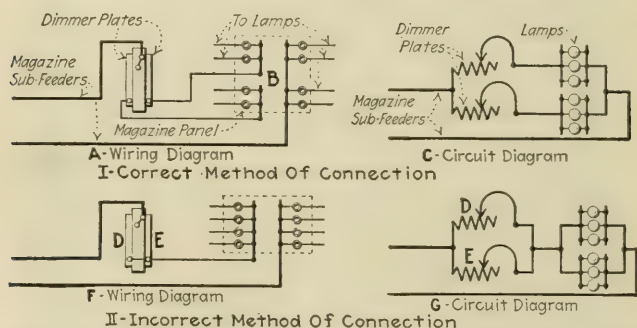 Dimmer Plates
To Lamps
Magazine
Sub-Feeders
B
Magazine Panel
A-Wiring Diagram
Dimmer
Plates
Lamps
Magazine
Sub-Feeders
C-Circuit Diagram
I-Correct Method Of Connection
D E
F-Wiring Diagram
D
E
G-Circuit Diagram
II-Incorrect Method Of Connection